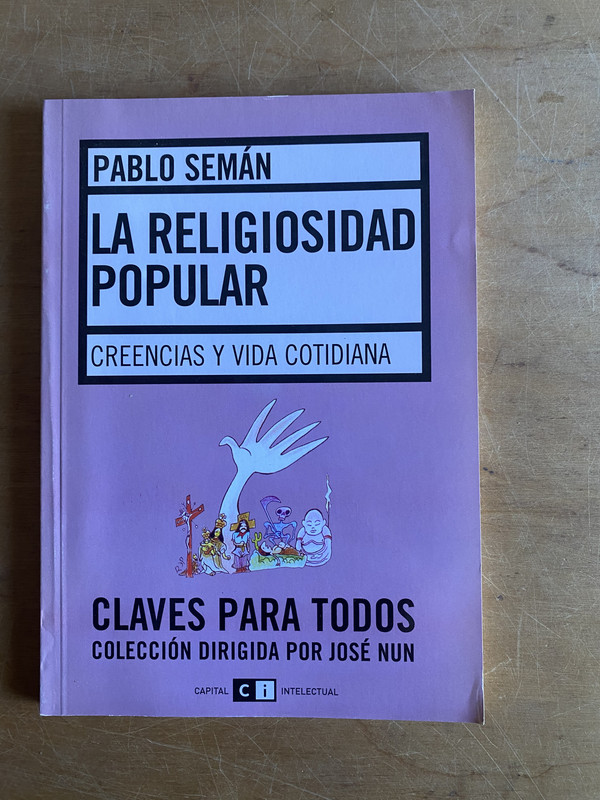 PABLO SEMÁN
LA RELIGIOSIDAD
POPULAR
CREENCIAS Y VIDA COTIDIANA
CLAVES PARA TODOS
COLECCIÓN DIRIGIDA POR JOSÉ NUN
CAPITAL Ci INTELECTUAL